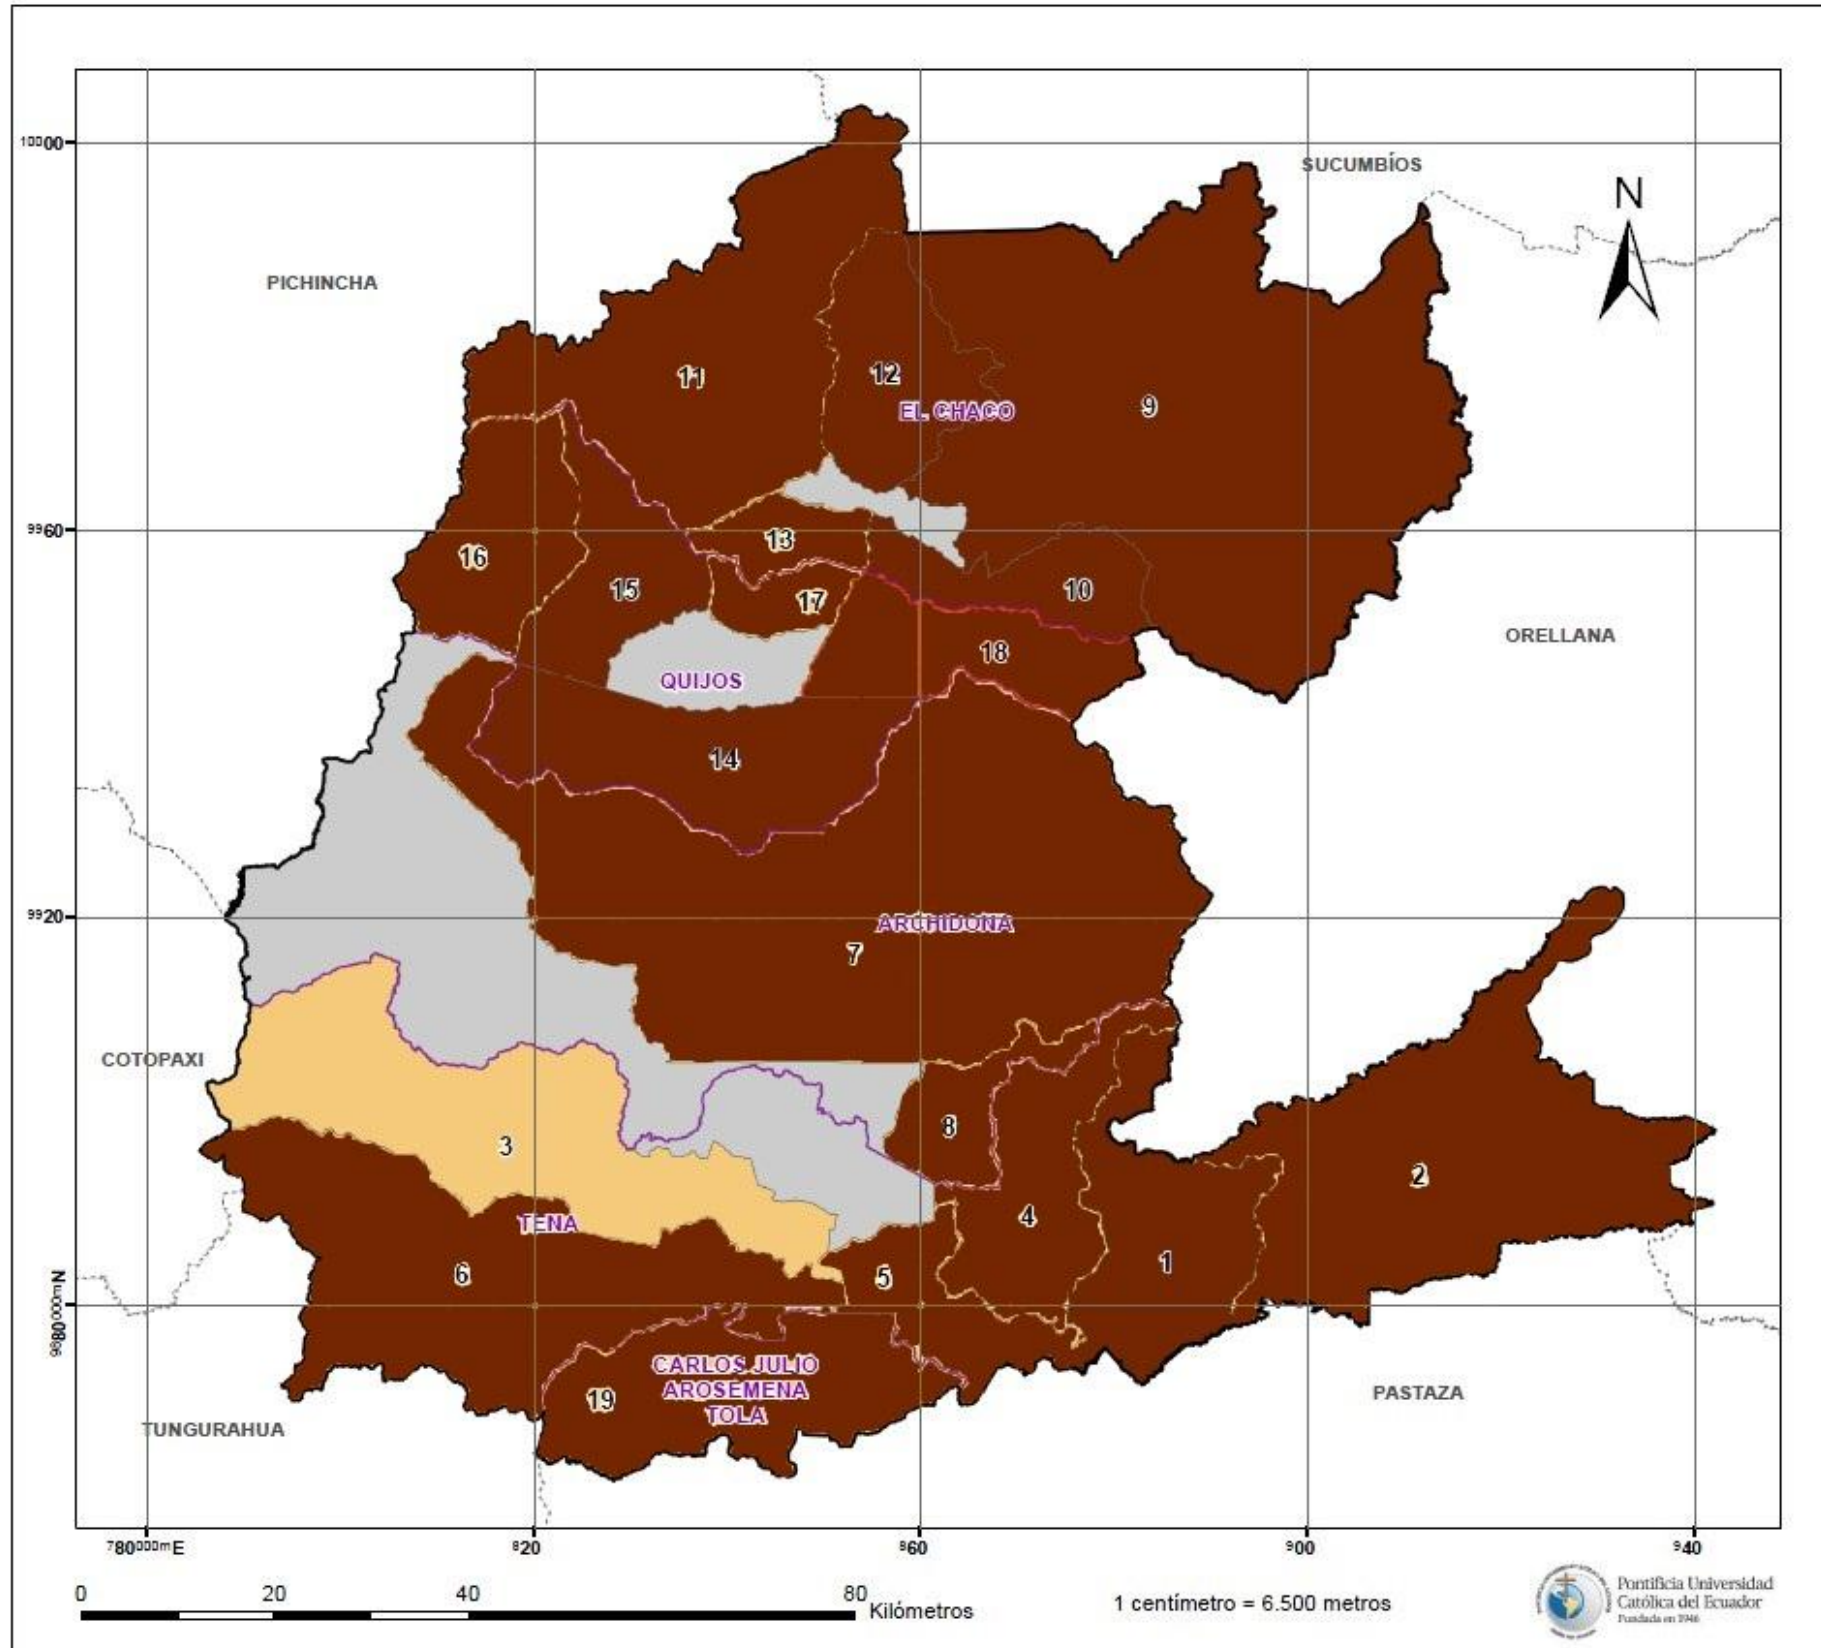 10000
SUCUMBÍOS
N
PICHINCHA
11
12
EL CHACO
9
9960
13
16
15
17
10
ORELLANA
18
QUIJOS
14
9920
ARCHIDONA
7
COTOPAXI
8
3
2
4
TENA
1
6
5
9880000mN
CARLOS JULIO
AROSEMENA
TOLA
19
PASTAZA
TUNGURAHUA
780000mE
820
860
900
940
0 20 40 80
Kilómetros
1 centímetro = 6.500 metros
Pontificia Universidad
Católica del Ecuador
Fundada en 1946